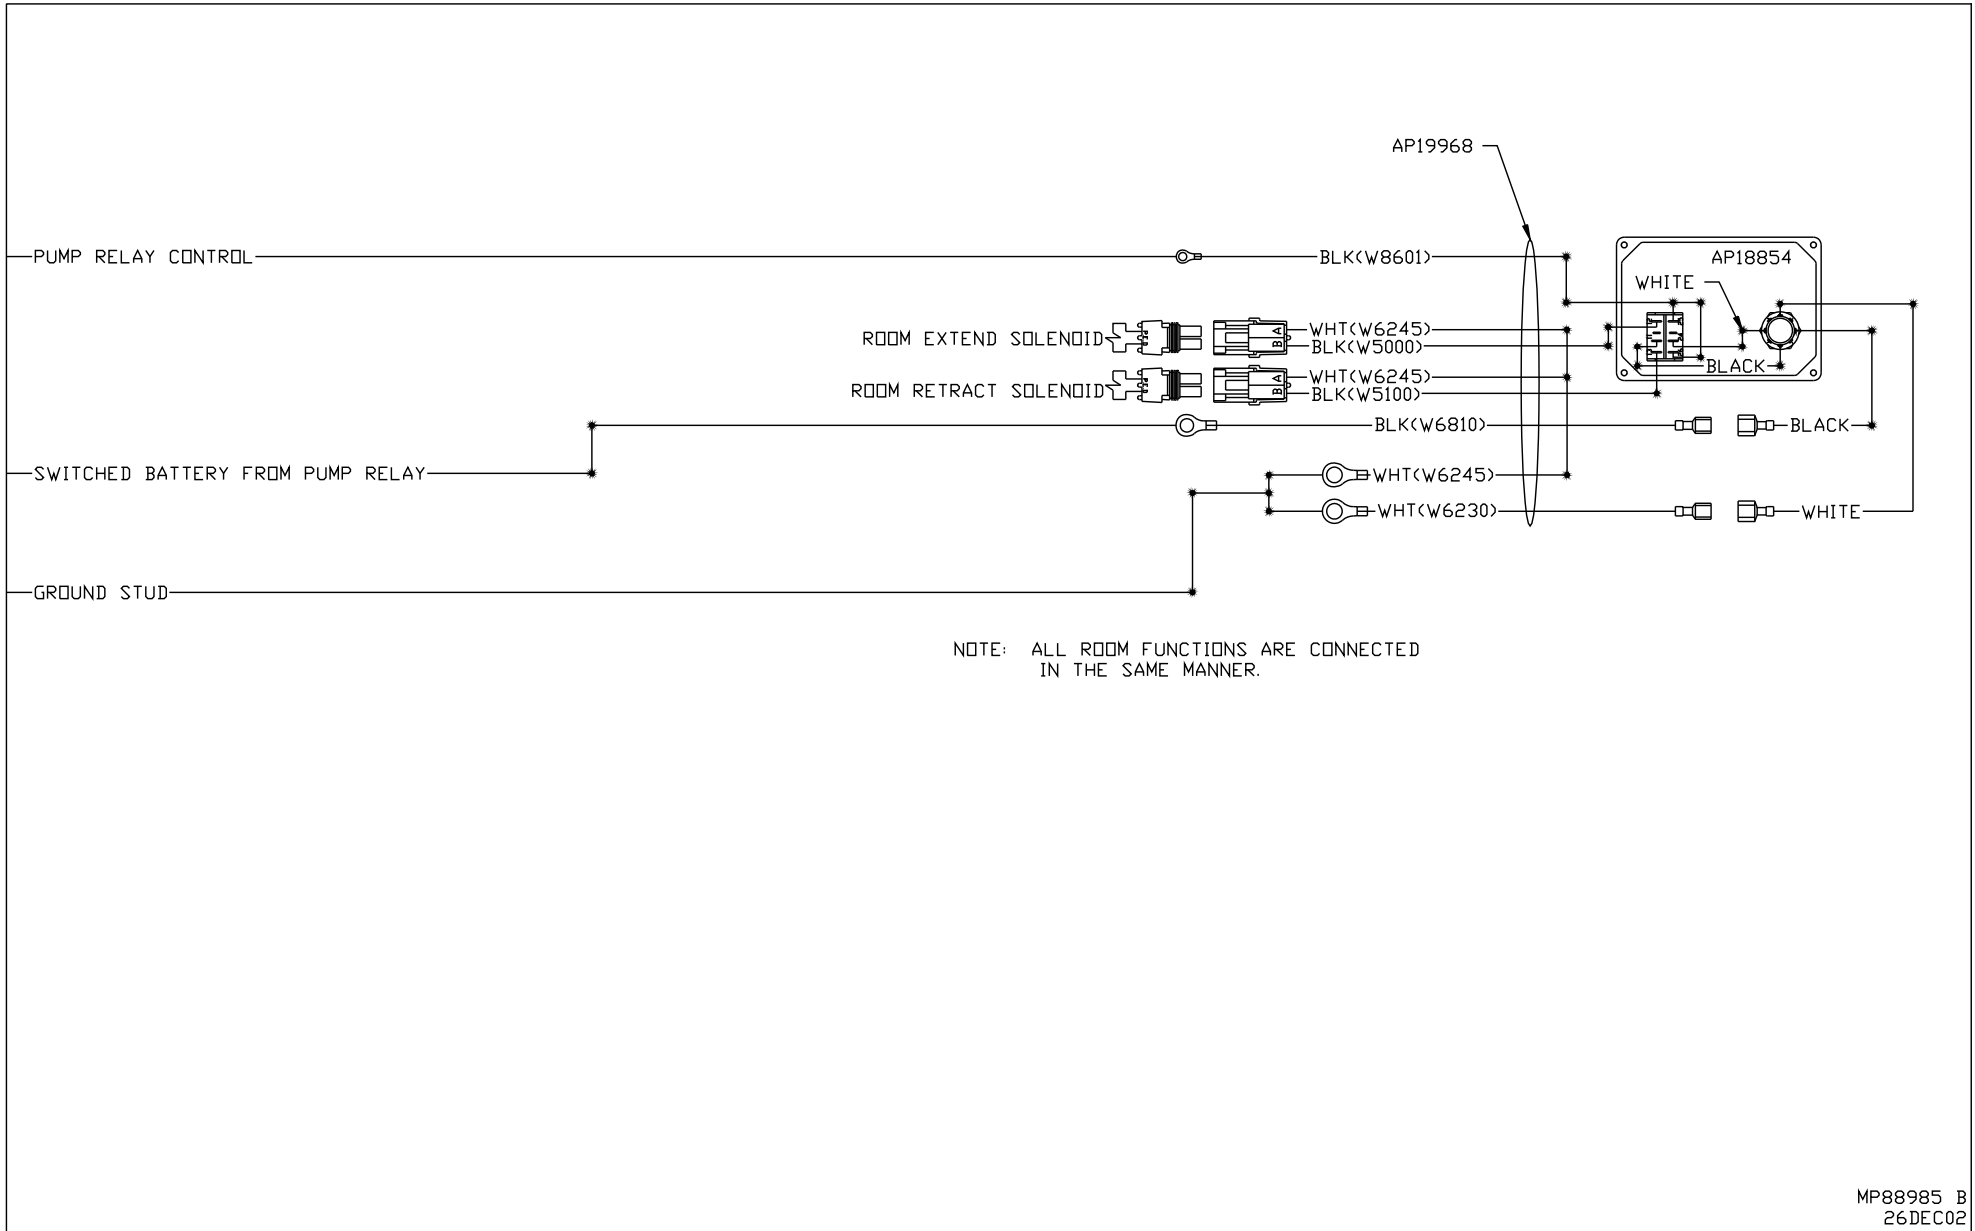 AP19968
PUMP RELAY CONTROL
BLK(W8601)
AP18854
WHITE
ROOM EXTEND SOLENOID
A
B
WHT(W6245)
BLK(W5000)
BLACK
ROOM RETRACT SOLENOID
A
B
WHT(W6245)
BLK(W5100)
BLK(W6810)
BLACK
SWITCHED BATTERY FROM PUMP RELAY
WHT(W6245)
WHT(W6230)
WHITE
GROUND STUD
NOTE: ALL ROOM FUNCTIONS ARE CONNECTED
IN THE SAME MANNER.
MP88985 B
26DEC02